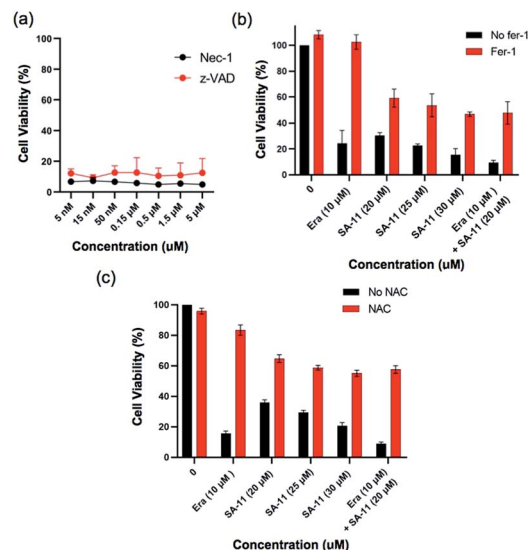 (a)
100
80
60
40
20
0
Cell Viability (%)
Nec-1
z-VAD
5 nM
15 nM
50 nM
0.15 µM
0.5 µM
1.5 µM
5 µM
Concentration (uM)
(b)
100
80
60
40
20
0
Cell Viability (%)
No fer-1
Fer-1
0
Era (10 µM)
SA-11 (20 µM)
SA-11 (25 µM)
SA-11 (30 µM)
Era (10 µM )
+ SA-11 (20 µM)
Concentration (uM)
(c)
100
80
60
40
20
0
Cell Viability (%)
No NAC
NAC
0
Era (10 µM )
SA-11 (20 µM)
SA-11 (25 µM)
SA-11 (30 µM)
Era (10 µM)
+ SA-11 (20 µM)
Concentration (uM)